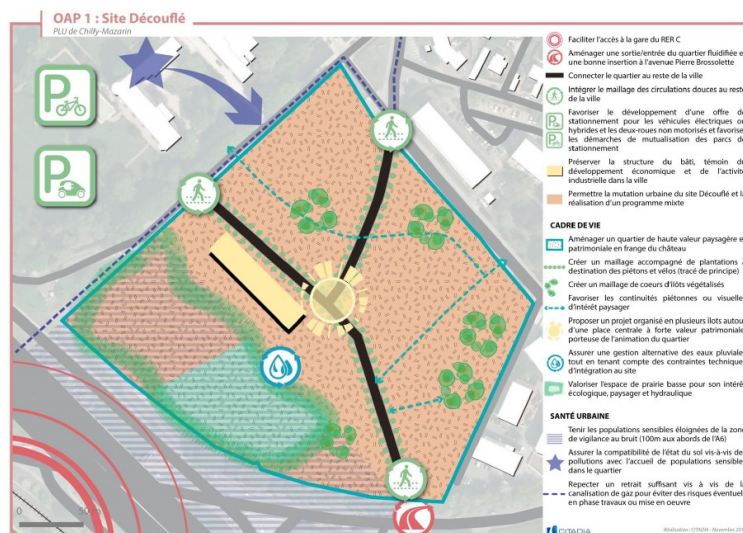 OAP 1 : Site Découflé
PLU de Chilly-Mazarin
P
P
0
Faciliter l'accès à la gare du RER C
Aménager une sortie/entrée du quartier fluidifiée e
une bonne insertion à l'avenue Pierre Brossolette
Connecter le quartier au reste de la ville
Intégrer le maillage des circulations douces au reste
de la ville
Favoriser le développement d'une offre de
stationnement pour les véhicules électriques ou
hybrides et les deux-roues non motorisés et favorise
les démarches de mutualisation des parcs de
stationnement
Préserver la structure du bâti, témoin du
développement économique et de l'activité
industrielle dans la ville
Permettre la mutation urbaine du site Découflé et la
réalisation d'un programme mixte
CADRE DE VIE
Aménager un quartier de haute valeur paysagère e
patrimoniale en frange du château
Créer un maillage accompagné de plantations
destination des piétons et vélos (tracé de principe)
Créer un maillage de coeurs d'îlots végétalisés
Favoriser les continuités piétonnes ou visuelle
d'intérêt paysager
Proposer un projet organisé en plusieurs îlots autou
d'une place centrale à forte valeur patrimoniale
porteuse de l'animation du quartier
Assurer une gestion alternative des eaux pluviale
tout en tenant compte des contraintes technique
d'intégration au site
Valoriser l'espace de prairie basse pour son intérê
écologique, paysager et hydraulique
SANTÉ URBAINE
Tenir les populations sensibles éloignées de la zone
de vigilance au bruit (100m aux abords de l'A6)
Assurer la compatibilité de l'état du sol vis-à-vis de
pollutions avec l'accueil de populations sensible
dans le quartier
Repecter un retrait suffisant vis à vis de la
canalisation de gaz pour éviter des risques éventuel
en phase travaux ou mise en oeuvre
CITADIA
Réalisation : CITADIA - Novembre 201